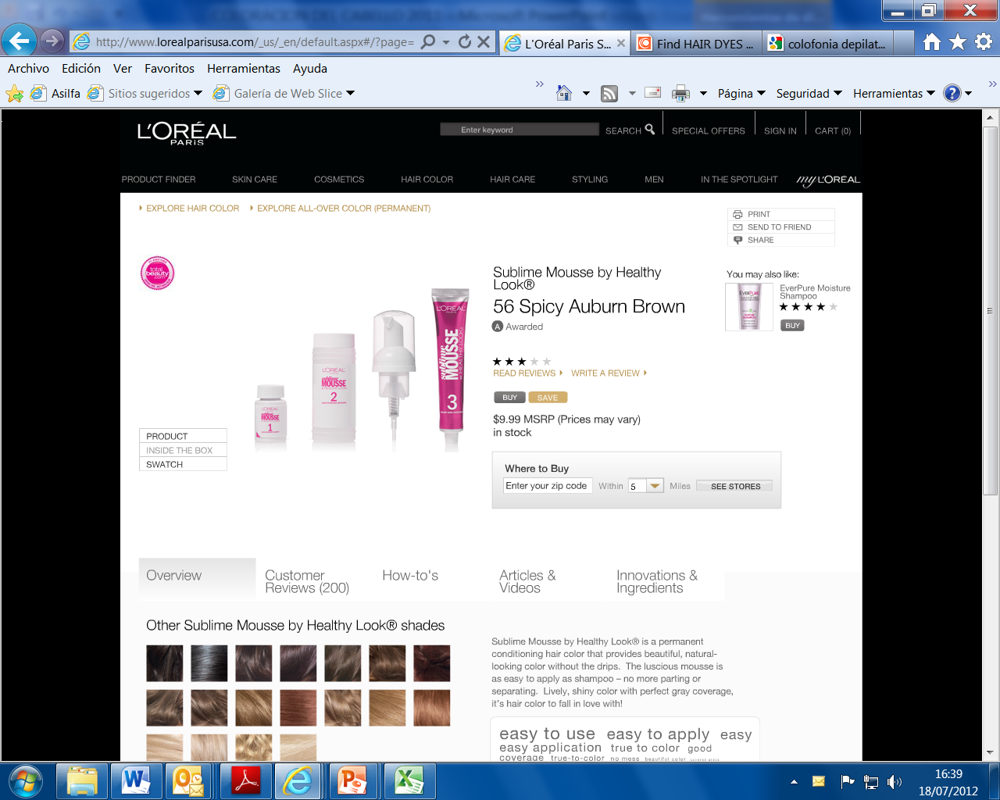 http://www.lorealparisusa.com/_us/_en/default.aspx#/?page=
L'Oréal Paris S...
Find HAIR DYES ...
colofonia depilat...
Archivo Edición Ver Favoritos Herramientas Ayuda
Asilfa Sitios sugeridos Galería de Web Slice
Página Seguridad Herramientas
L'ORÉAL
PARIS
Enter keyword
SEARCH SPECIAL OFFERS SIGN IN CART (0)
PRODUCT FINDER SKIN CARE COSMETICS HAIR COLOR HAIR CARE STYLING MEN IN THE SPOTLIGHT my L'ORÉAL
EXPLORE HAIR COLOR EXPLORE ALL-OVER COLOR (PERMANENT)
PRINT
SEND TO FRIEND
SHARE
total
beauty
.com
L'ORÉAL
sublime
MOUSSE
1
L'ORÉAL
sublime
MOUSSE
2
L'ORÉAL
PARIS
sublime
MOUSSE
BY HEALTHY LOOK
3
PRODUCT
INSIDE THE BOX
SWATCH
Sublime Mousse by Healthy
Look®
56 Spicy Auburn Brown
A Awarded
READ REVIEWS WRITE A REVIEW
BUY SAVE
$9.99 MSRP (Prices may vary)
in stock
Where to Buy
Enter your zip code Within 5 Miles SEE STORES
You may also like:
EVERPURE
EverPure Moisture
Shampoo
BUY
Overview
Customer
Reviews (200)
How-to's
Articles &
Videos
Innovations &
Ingredients
Other Sublime Mousse by Healthy Look® shades
Sublime Mousse by Healthy Look® is a permanent
conditioning hair color that provides beautiful, natural-
looking color without the drips. The luscious mousse is
as easy to apply as shampoo – no more parting or
separating. Lively, shiny color with perfect gray coverage,
it's hair color to fall in love with!
easy to use easy to apply easy
easy application true to color good
coverage true-to-color no mess beautiful color
16:39
18/07/2012